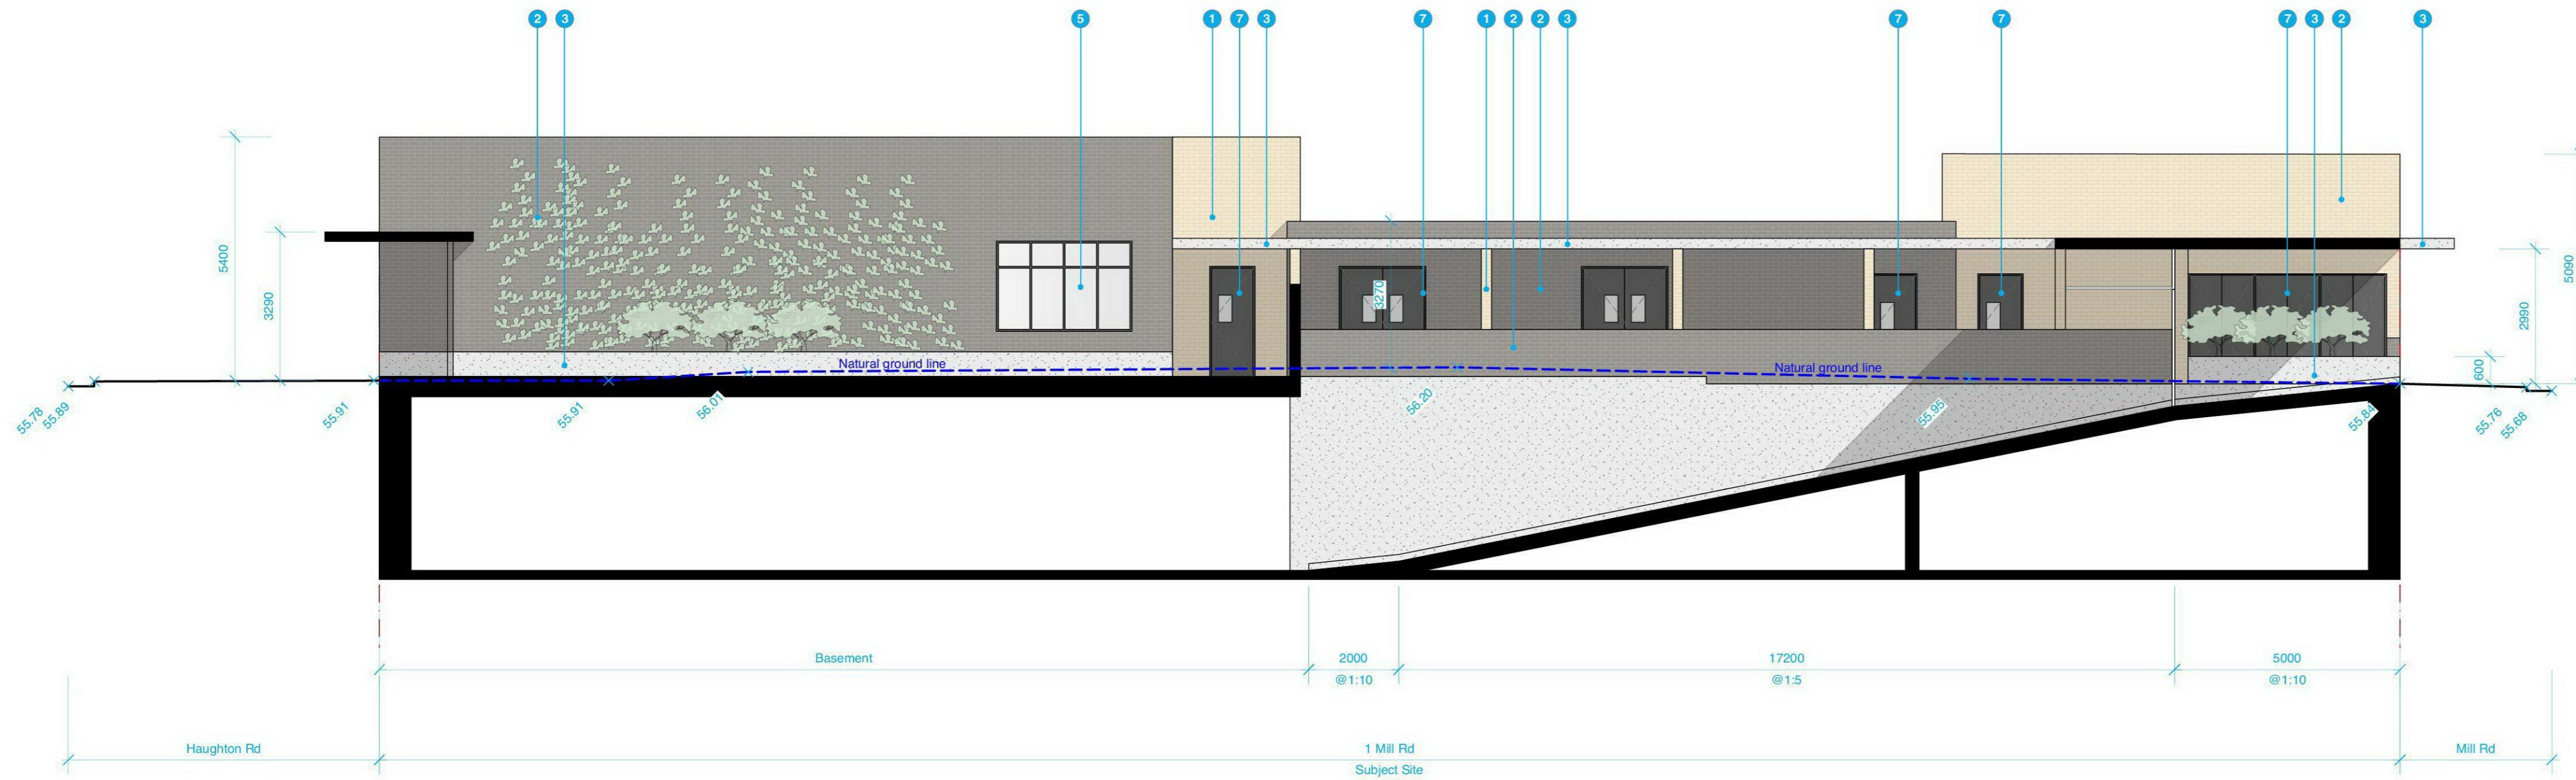 2 3 5 1 7 3 7 1 2 2 3 7 7 7 3 2 3
5400
3290
3270
2990
5090
600
Natural ground line
Natural ground line
55.78
55.89
55.91
55.91
56.01
56.20
55.95
55.84
55.76
55.68
Basement
2000
17200
5000
@1:10
@1:5
@1:10
Haughton Rd
1 Mill Rd
Mill Rd
Subject Site